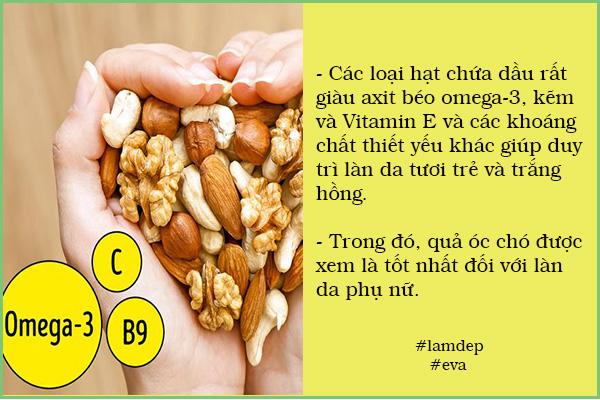 Omega-3
C
B9
- Các loại hạt chứa dầu rất
giàu axit béo omega-3, kẽm
và Vitamin E và các khoáng
chất thiết yếu khác giúp duy
trì làn da tươi trẻ và trắng
hồng.
- Trong đó, quả óc chó được
xem là tốt nhất đối với làn
da phụ nữ.
#lamdep
#eva